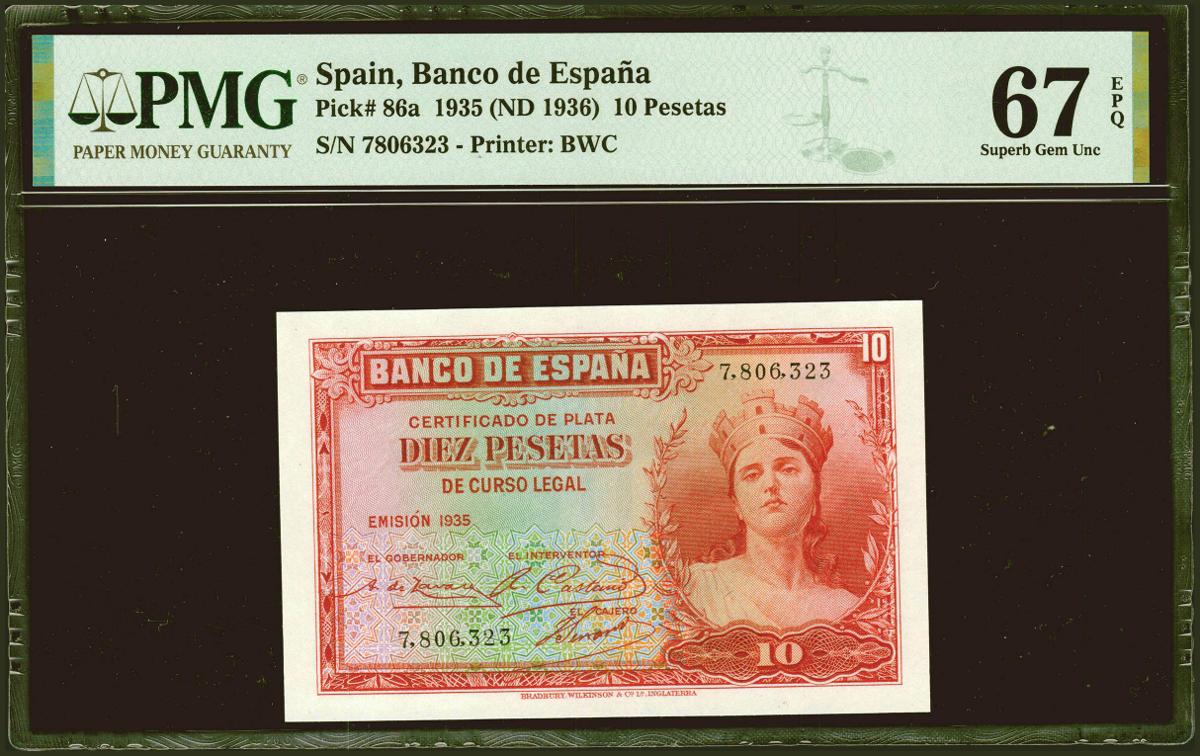 PMG®
PAPER MONEY GUARANTY
Spain, Banco de España
Pick# 86a 1935 (ND 1936) 10 Pesetas
S/N 7806323 - Printer: BWC
67
EPQ
Superb Gem Unc
10
BANCO DE ESPAÑA
7,806,323
CERTIFICADO DE PLATA
DIEZ PESETAS
DE CURSO LEGAL
EMISIÓN 1935
EL GOBERNADOR
EL INTERVENTOR
EL CAJERO
7,806,323
10
BRADBURY, WILKINSON & Cº Lᵈ, INGLATERRA